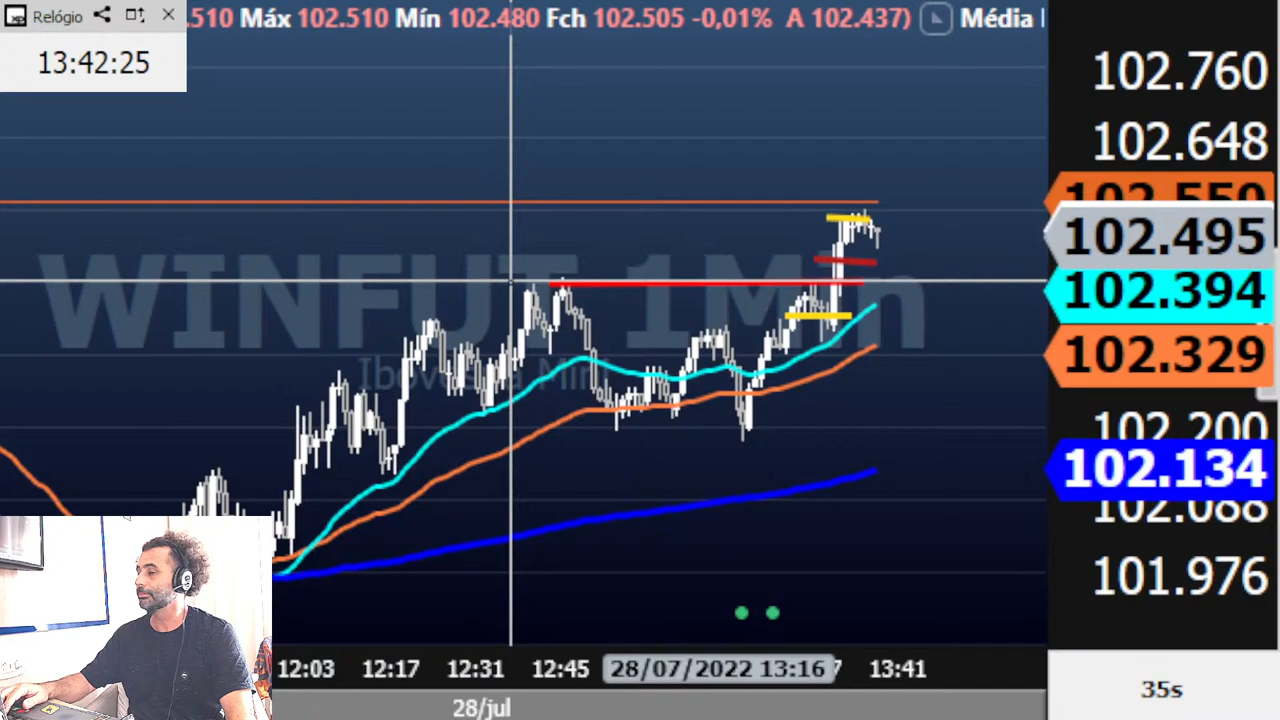 Relógio
.510 Máx 102.510 Mín 102.480 Fch 102.505 -0,01% A 102.437) Média
13:42:25
102.760
102.648
102.550
102.495
102.394
102.329
102.200
102.134
102.088
101.976
WINFUT 1Min
12:03 12:17 12:31 12:45 28/07/2022 13:16 7 13:41
28/jul
35s